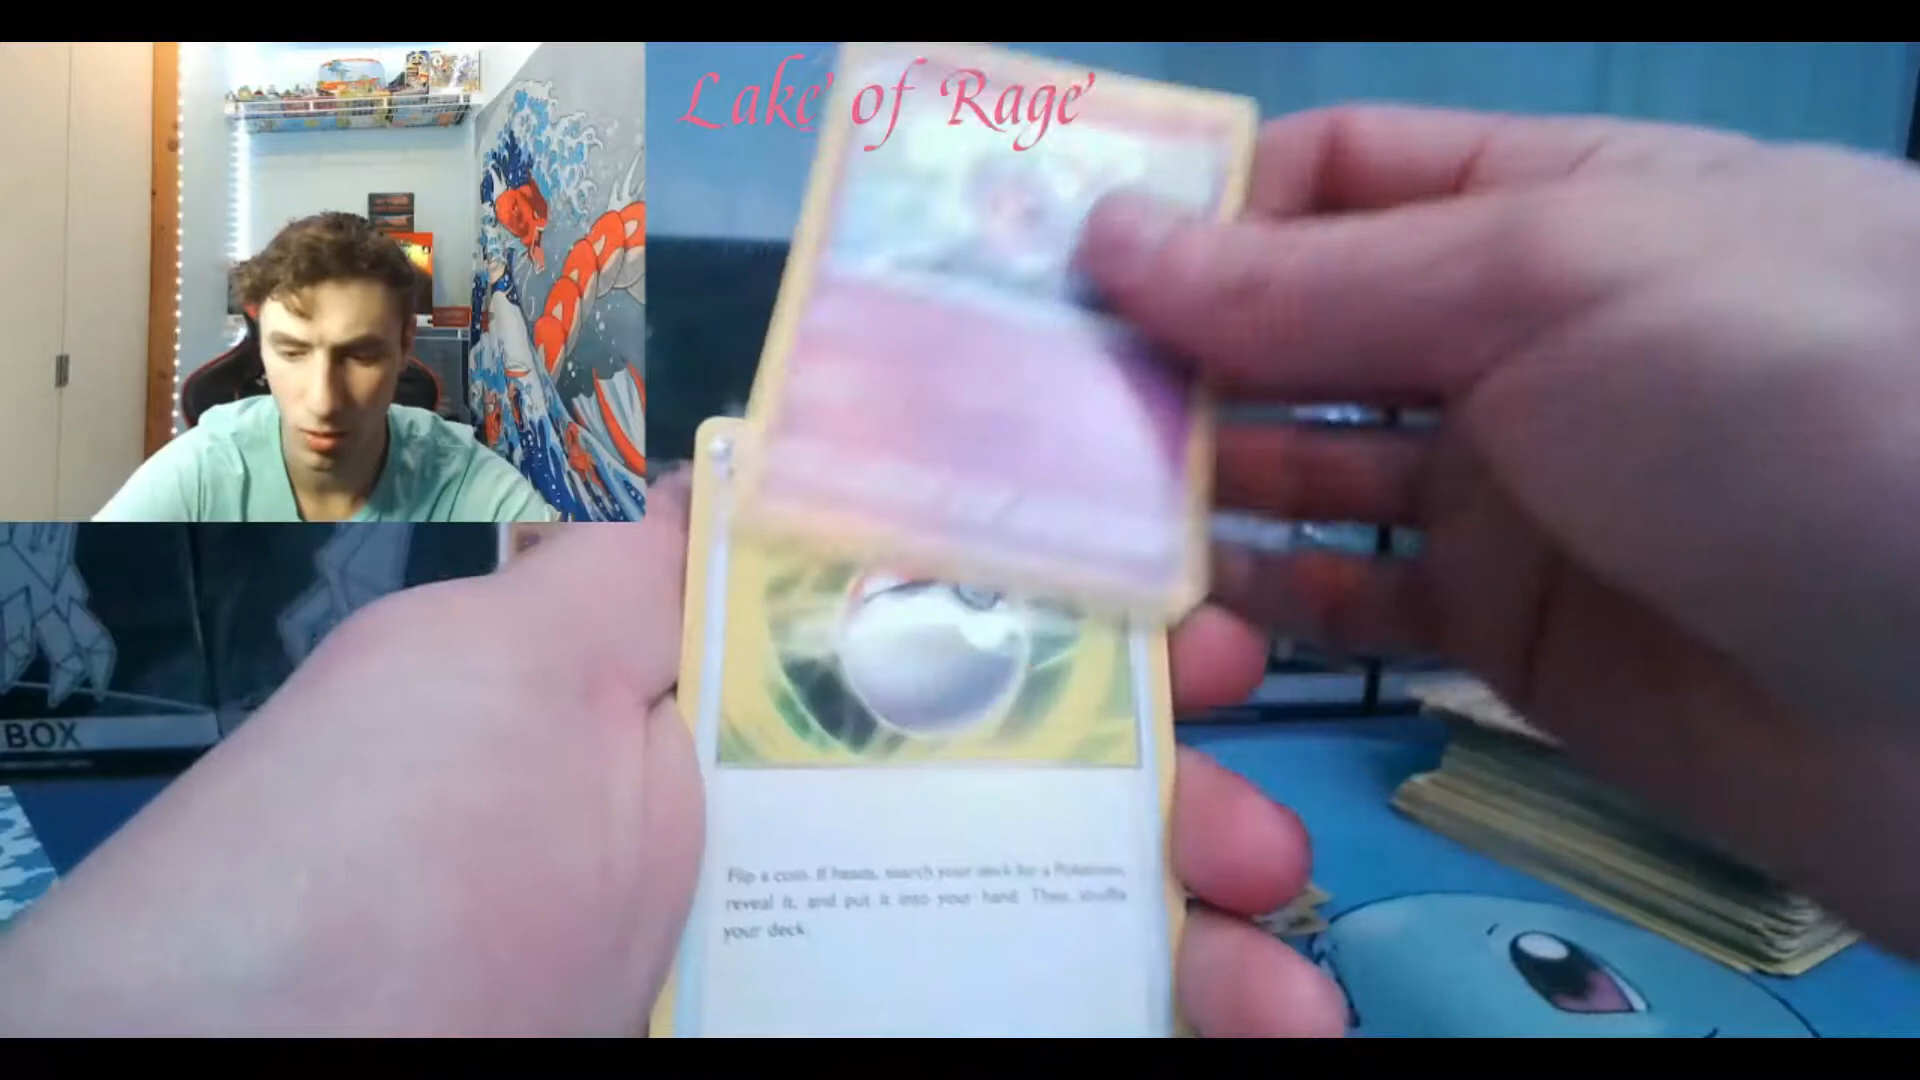 Lake' of 'Rage'
BOX
Flip a coin. If heads, search your deck for a Pokémon,
reveal it, and put it into your hand. Then, shuffle
your deck.